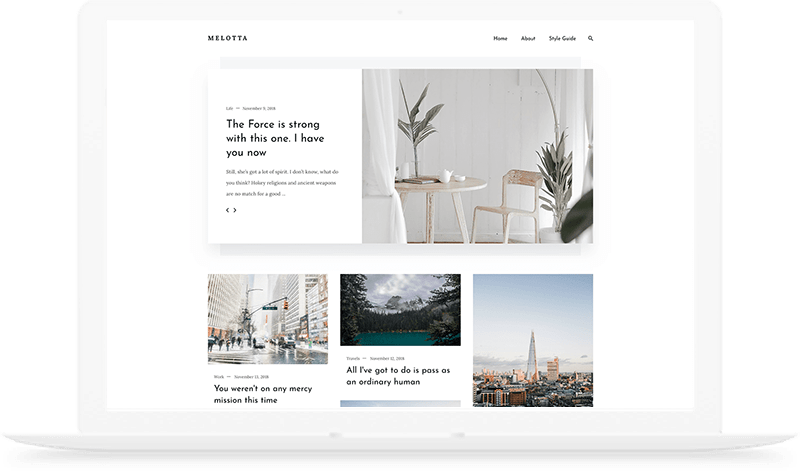 MELOTTA
Home About Style Guide
Life — November 9, 2018
The Force is strong
with this one. I have
you now
Still, she's got a lot of spirit. I don't know, what do
you think? Hokey religions and ancient weapons
are no match for a good ...
Work — November 13, 2018
You weren't on any mercy
mission this time
Travels — November 12, 2018
All I've got to do is pass as
an ordinary human